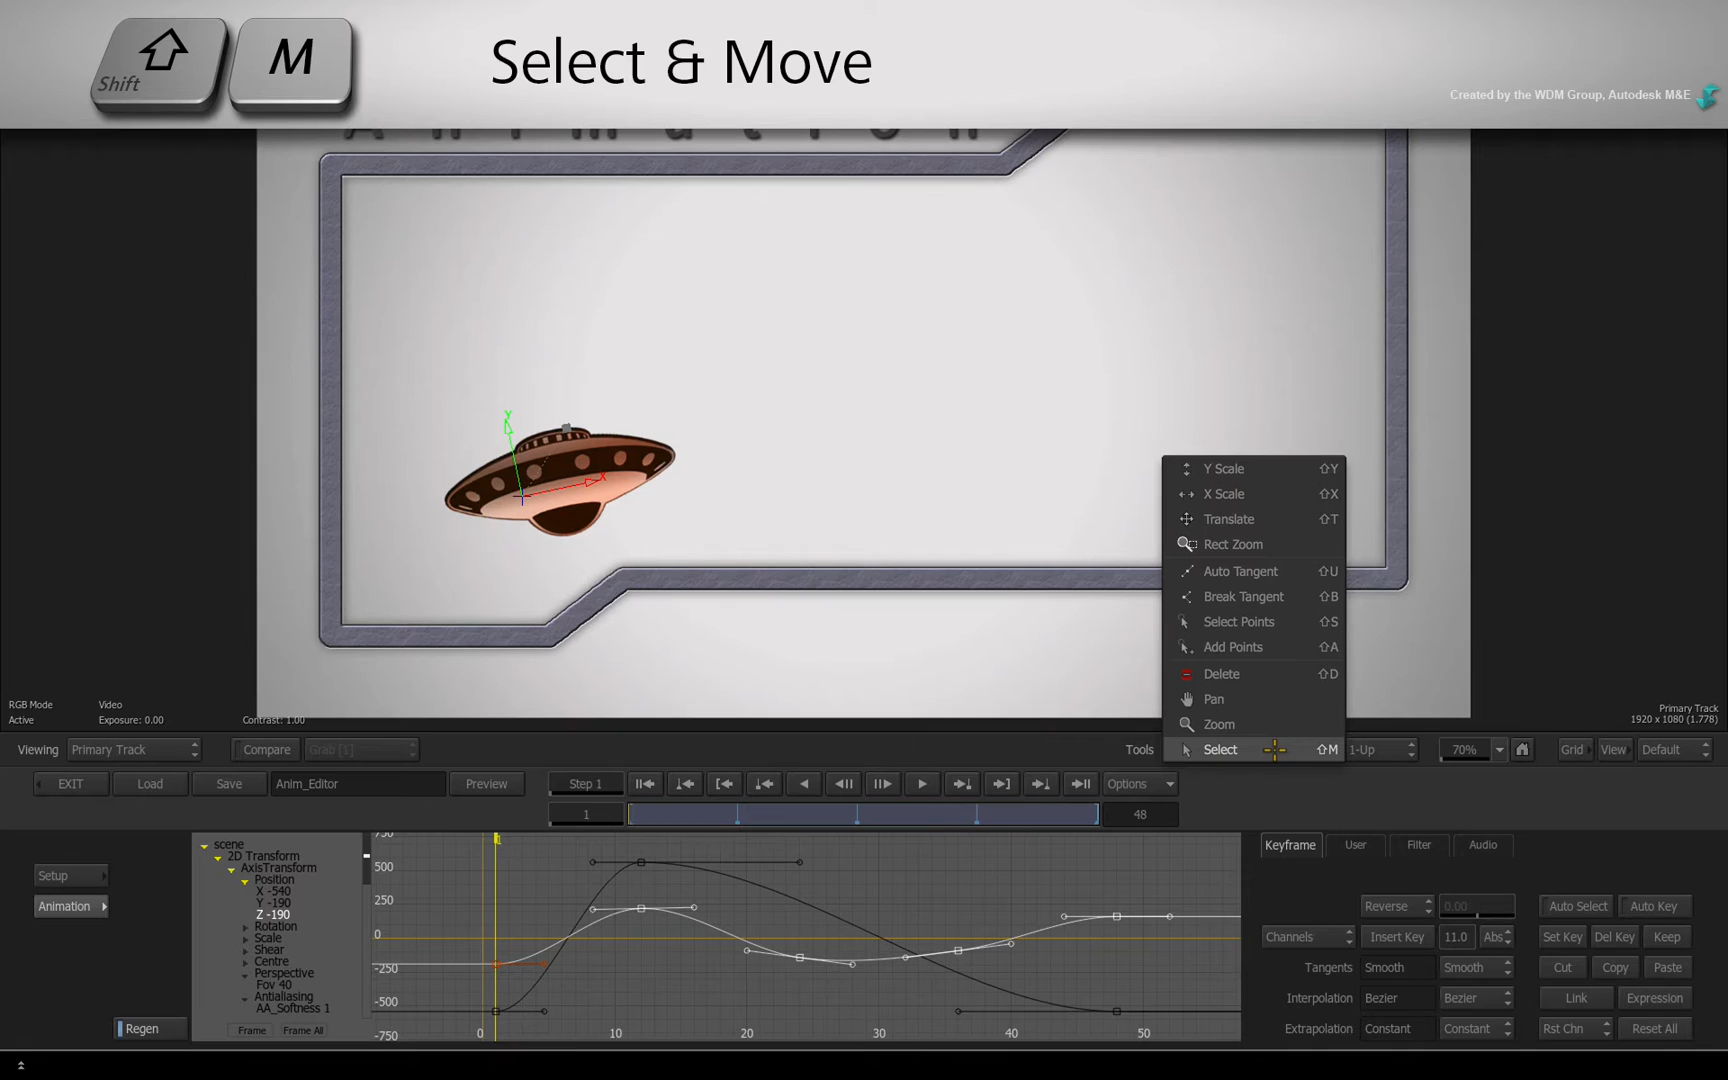 Shift
M
Select & Move
Created by the WDM Group, Autodesk M&E
Animation
Y
X
Y Scale ⇧Y
X Scale ⇧X
Translate ⇧T
Rect Zoom
Auto Tangent ⇧U
Break Tangent ⇧B
Select Points ⇧S
Add Points ⇧A
Delete ⇧D
Pan
Zoom
Select ⇧M
RGB Mode Video
Active Exposure: 0.00 Contrast: 1.00
Primary Track
1920 x 1080 (1.778)
Viewing Primary Track Compare Grab [$] Tools 1-Up 70% Grid View Default
EXIT Load Save Anim_Editor Preview Step 1 Options
1 48
Setup
Animation
Regen
scene
2D Transform
AxisTransform
Position
X -540
Y -190
Z -190
Rotation
Scale
Shear
Centre
Perspective
Fov 40
Antialiasing
AA_Softness 1
Frame Frame All
750
500
250
0
-250
-500
-750
1
0 10 20 30 40 50
Keyframe User Filter Audio
Reverse 0.00 Auto Select Auto Key
Channels Insert Key 11.0 Abs Set Key Del Key Keep
Tangents Smooth Smooth Cut Copy Paste
Interpolation Bezier Bezier Link Expression
Extrapolation Constant Constant Rst Chn Reset All